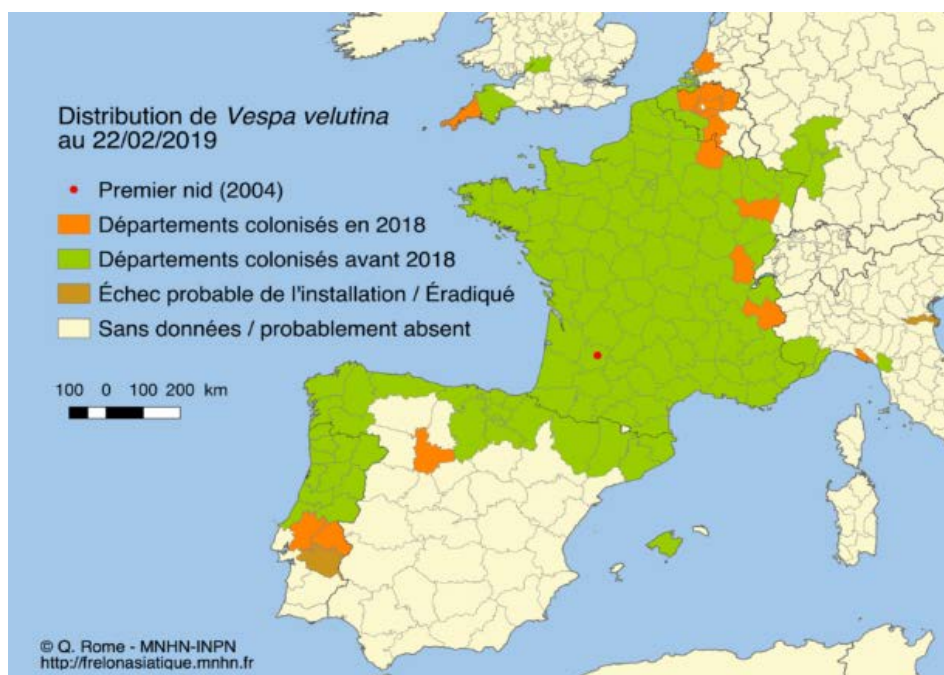 Distribution de Vespa velutina
au 22/02/2019
Premier nid (2004)
Départements colonisés en 2018
Départements colonisés avant 2018
Échec probable de l'installation / Éradiqué
Sans données / probablement absent
100 0 100 200 km
© Q. Rome - MNHN-INPN
http://frelonasiatique.mnhn.fr